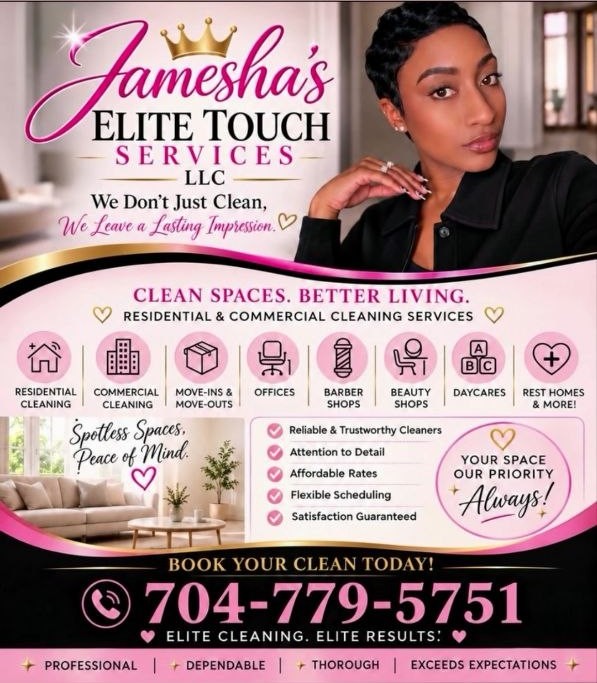 Jamesha's
ELITE TOUCH
SERVICES
LLC
We Don't Just Clean,
We Leave a Lasting Impression.
CLEAN SPACES. BETTER LIVING.
RESIDENTIAL & COMMERCIAL CLEANING SERVICES
RESIDENTIAL CLEANING
COMMERCIAL CLEANING
MOVE-INS & MOVE-OUTS
OFFICES
BARBER SHOPS
BEAUTY SHOPS
A
B C
DAYCARES
REST HOMES & MORE!
Spotless Spaces,
Peace of Mind.
Reliable & Trustworthy Cleaners
Attention to Detail
Affordable Rates
Flexible Scheduling
Satisfaction Guaranteed
YOUR SPACE
OUR PRIORITY
Always!
BOOK YOUR CLEAN TODAY!
704-779-5751
ELITE CLEANING. ELITE RESULTS.
PROFESSIONAL | DEPENDABLE | THOROUGH | EXCEEDS EXPECTATIONS